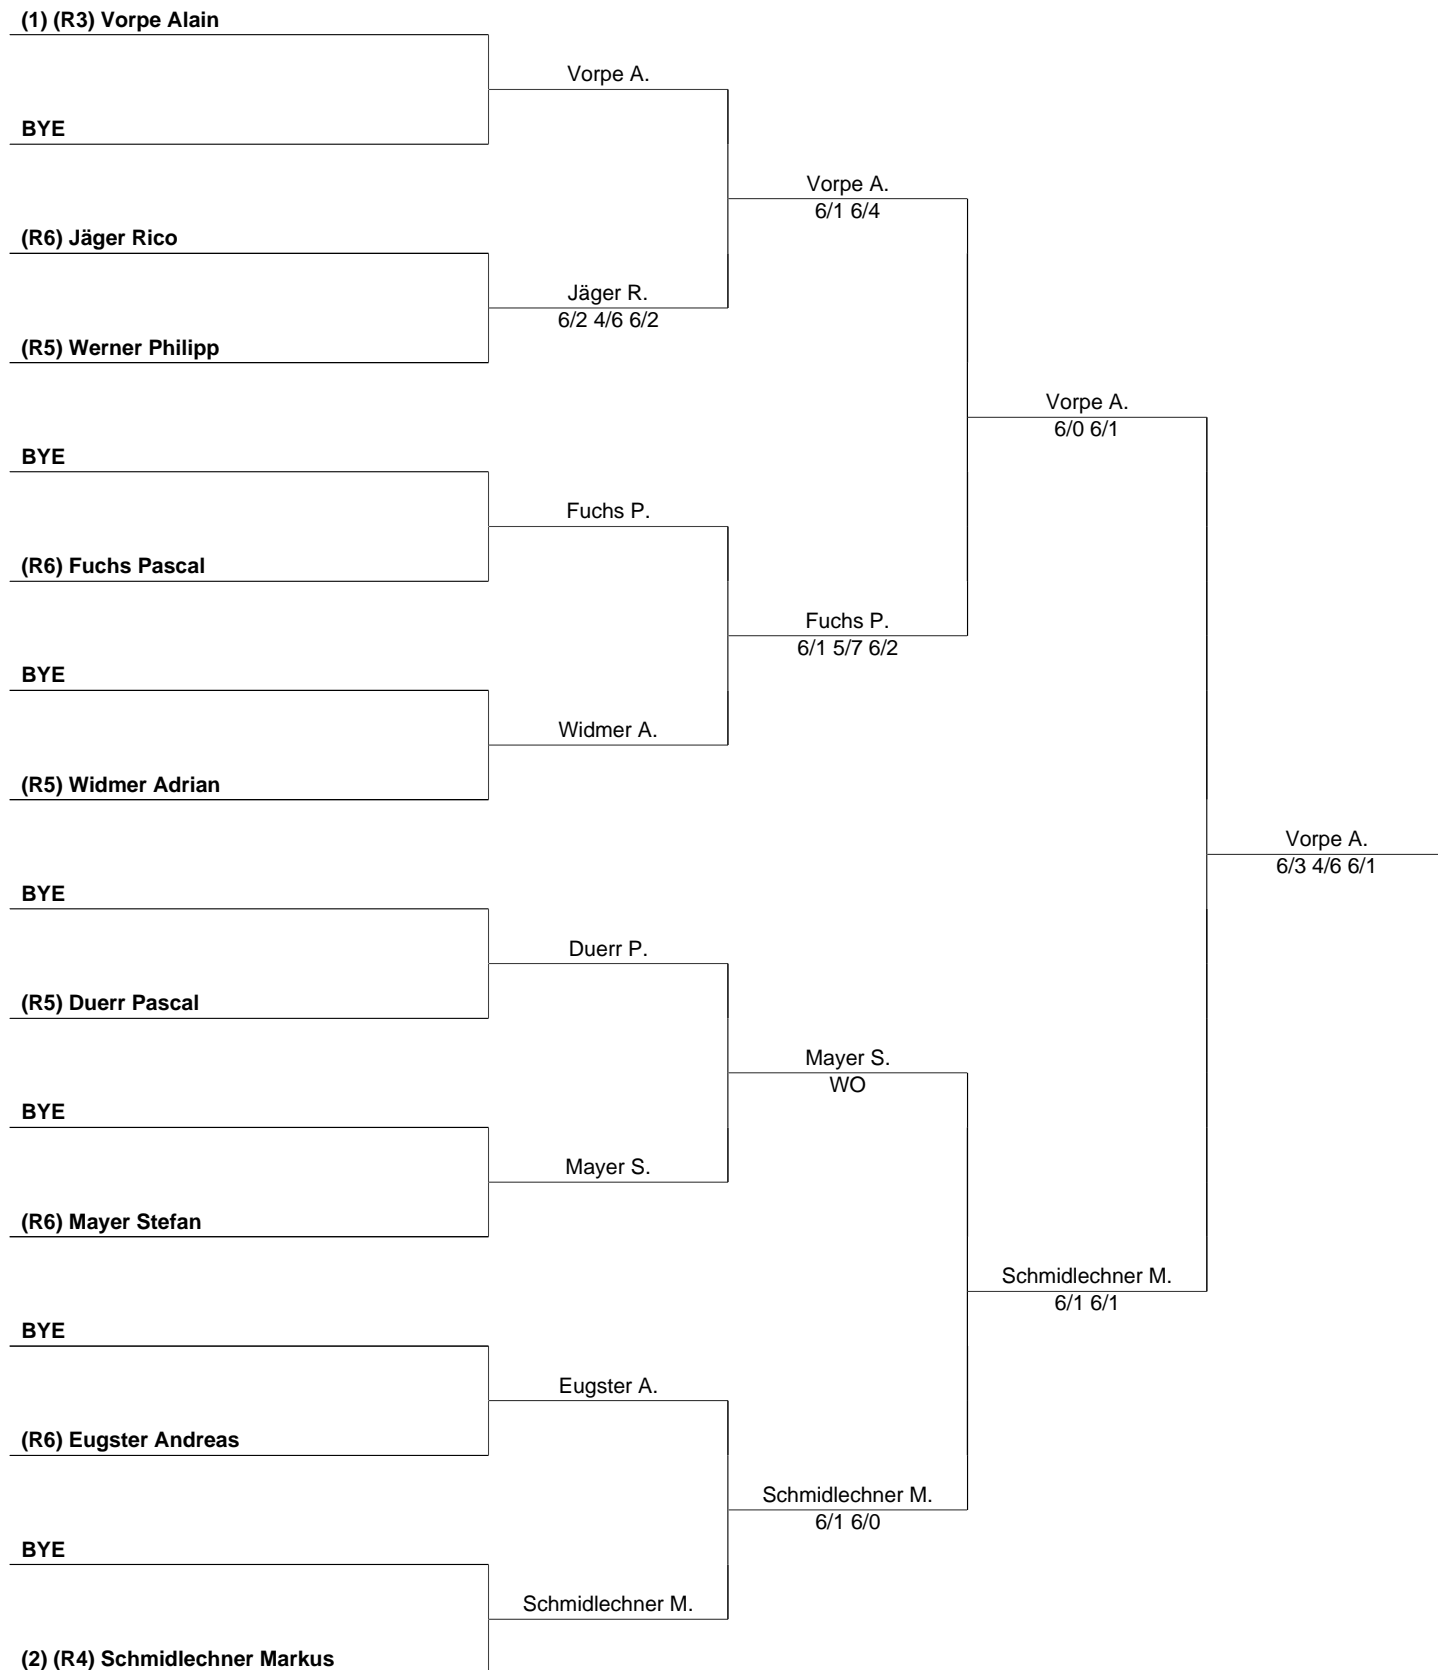 (1) (R3) Vorpe Alain
Vorpe A.
BYE
Vorpe A.
6/1 6/4
(R6) Jäger Rico
Jäger R.
6/2 4/6 6/2
(R5) Werner Philipp
Vorpe A.
6/0 6/1
BYE
Fuchs P.
(R6) Fuchs Pascal
Fuchs P.
6/1 5/7 6/2
BYE
Widmer A.
(R5) Widmer Adrian
Vorpe A.
6/3 4/6 6/1
BYE
Duerr P.
(R5) Duerr Pascal
Mayer S.
WO
BYE
Mayer S.
(R6) Mayer Stefan
Schmidlechner M.
6/1 6/1
BYE
Eugster A.
(R6) Eugster Andreas
Schmidlechner M.
6/1 6/0
BYE
Schmidlechner M.
(2) (R4) Schmidlechner Markus